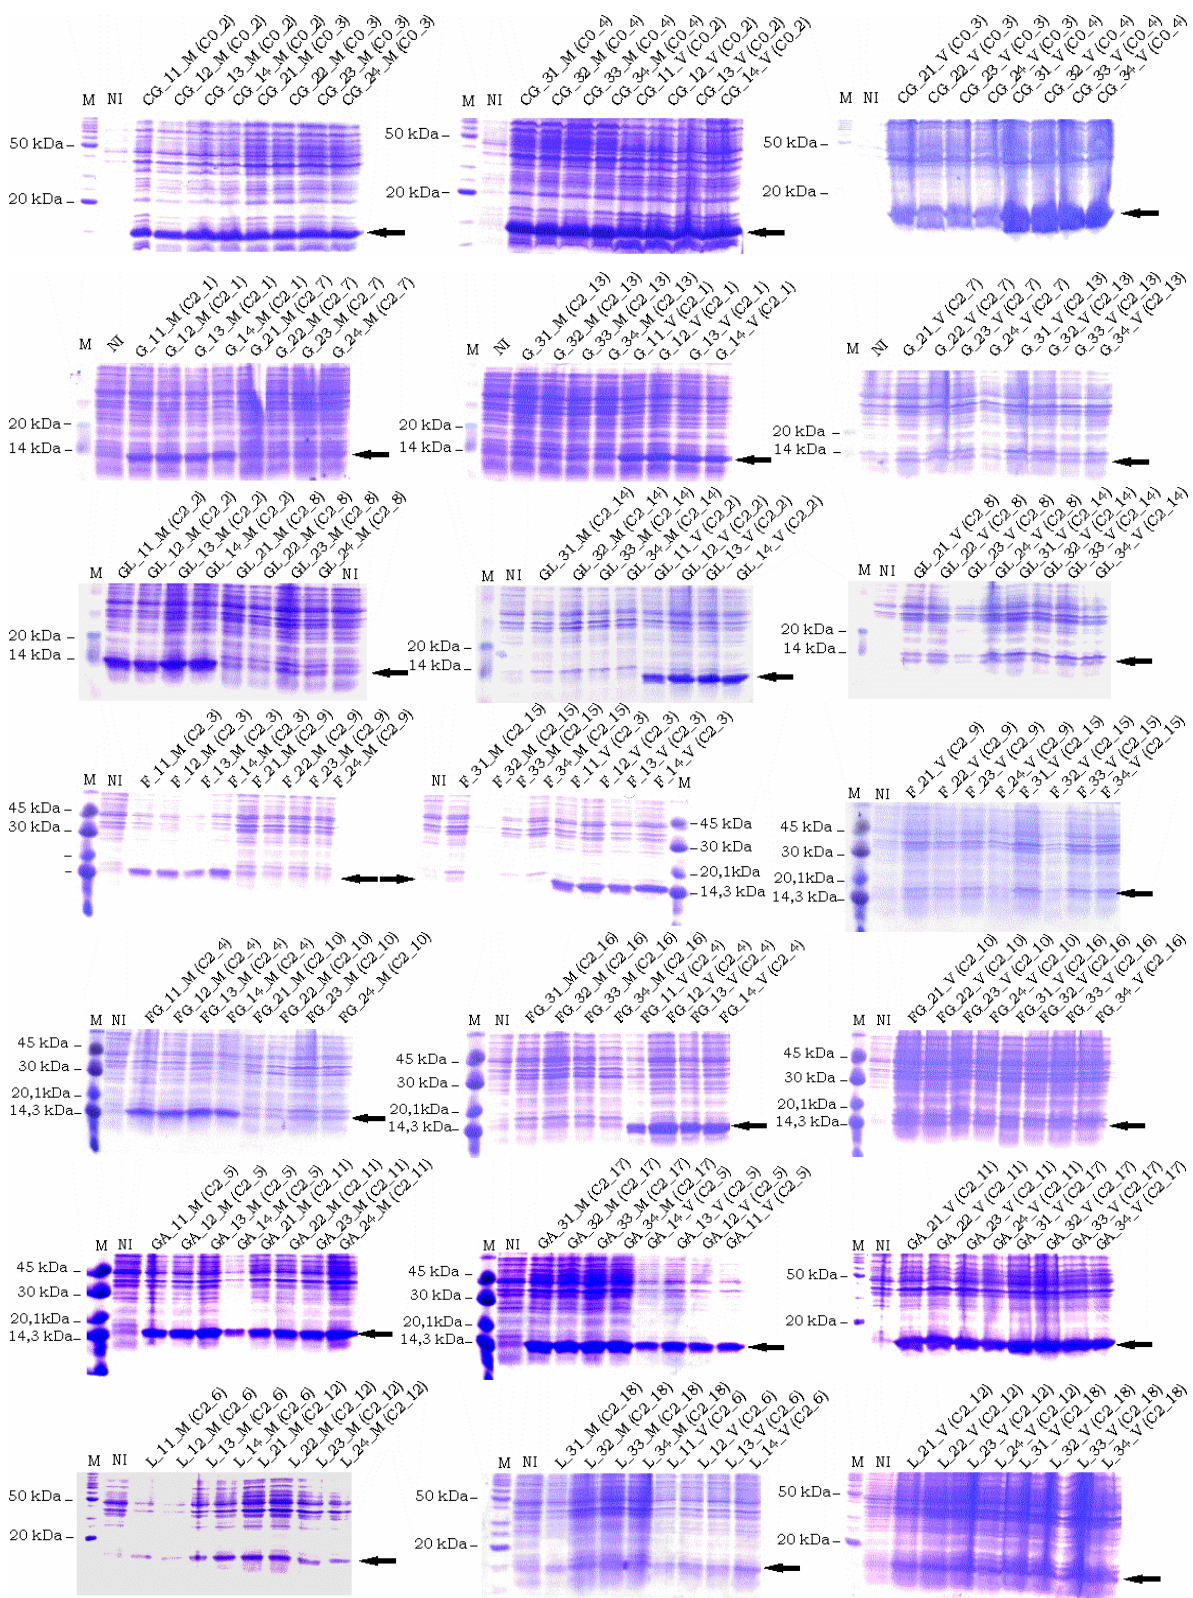 M NI CG_11_M (C0_2) CG_12_M (C0_2) CG_13_M (C0_2) CG_14_M (C0_2) CG_21_M (C0_3) CG_22_M (C0_3) CG_23_M (C0_3) CG_24_M (C0_3)
50 kDa
20 kDa
M NI CG_31_M (C0_4) CG_32_M (C0_4) CG_33_M (C0_4) CG_34_M (C0_4) CG_11_V (C0_2) CG_12_V (C0_2) CG_13_V (C0_2) CG_14_V (C0_2)
50 kDa
20 kDa
M NI CG_21_V (C0_3) CG_22_V (C0_3) CG_23_V (C0_3) CG_24_V (C0_3) CG_31_V (C0_4) CG_32_V (C0_4) CG_33_V (C0_4) CG_34_V (C0_4)
50 kDa
20 kDa
M NI G_11_M (C2_1) G_12_M (C2_1) G_13_M (C2_1) G_14_M (C2_1) G_21_M (C2_7) G_22_M (C2_7) G_23_M (C2_7) G_24_M (C2_7)
20 kDa
14 kDa
M NI G_31_M (C2_13) G_32_M (C2_13) G_33_M (C2_13) G_34_M (C2_13) G_11_V (C2_1) G_12_V (C2_1) G_13_V (C2_1) G_14_V (C2_1)
20 kDa
14 kDa
M NI G_21_V (C2_7) G_22_V (C2_7) G_23_V (C2_7) G_24_V (C2_7) G_31_V (C2_13) G_32_V (C2_13) G_33_V (C2_13) G_34_V (C2_13)
20 kDa
14 kDa
M GL_11_M (C2_2) GL_12_M (C2_2) GL_13_M (C2_2) GL_14_M (C2_2) GL_21_M (C2_8) GL_22_M (C2_8) GL_23_M (C2_8) GL_24_M (C2_8) NI
20 kDa
14 kDa
M NI GL_31_M (C2_14) GL_32_M (C2_14) GL_33_M (C2_14) GL_34_M (C2_14) GL_11_V (C2_2) GL_12_V (C2_2) GL_13_V (C2_2) GL_14_V (C2_2)
20 kDa
14 kDa
M NI GL_21_V (C2_8) GL_22_V (C2_8) GL_23_V (C2_8) GL_24_V (C2_8) GL_31_V (C2_14) GL_32_V (C2_14) GL_33_V (C2_14) GL_34_V (C2_14)
20 kDa
14 kDa
M NI F_11_M (C2_3) F_12_M (C2_3) F_13_M (C2_3) F_14_M (C2_3) F_21_M (C2_9) F_22_M (C2_9) F_23_M (C2_9) F_24_M (C2_9)
45 kDa
30 kDa
NI F_31_M (C2_15) F_32_M (C2_15) F_33_M (C2_15) F_34_M (C2_15) F_11_V (C2_3) F_12_V (C2_3) F_13_V (C2_3) F_14_V (C2_3) M
45 kDa
30 kDa
20,1kDa
14,3 kDa
M NI F_21_V (C2_9) F_22_V (C2_9) F_23_V (C2_9) F_24_V (C2_9) F_31_V (C2_15) F_32_V (C2_15) F_33_V (C2_15) F_34_V (C2_15)
45 kDa
30 kDa
20,1kDa
14,3 kDa
M NI FG_11_M (C2_4) FG_12_M (C2_4) FG_13_M (C2_4) FG_14_M (C2_4) FG_21_M (C2_10) FG_22_M (C2_10) FG_23_M (C2_10) FG_24_M (C2_10)
45 kDa
30 kDa
20,1kDa
14,3 kDa
M NI FG_31_M (C2_16) FG_32_M (C2_16) FG_33_M (C2_16) FG_34_M (C2_16) FG_11_V (C2_4) FG_12_V (C2_4) FG_13_V (C2_4) FG_14_V (C2_4)
45 kDa
30 kDa
20,1kDa
14,3 kDa
M NI FG_21_V (C2_10) FG_22_V (C2_10) FG_23_V (C2_10) FG_24_V (C2_10) FG_31_V (C2_16) FG_32_V (C2_16) FG_33_V (C2_16) FG_34_V (C2_16)
45 kDa
30 kDa
20,1kDa
14,3 kDa
M NI GA_11_M (C2_5) GA_12_M (C2_5) GA_13_M (C2_5) GA_14_M (C2_5) GA_21_M (C2_11) GA_22_M (C2_11) GA_23_M (C2_11) GA_24_M (C2_11)
45 kDa
30 kDa
20,1kDa
14,3 kDa
M NI GA_31_M (C2_17) GA_32_M (C2_17) GA_33_M (C2_17) GA_34_M (C2_17) GA_14_V (C2_5) GA_13_V (C2_5) GA_12_V (C2_5) GA_11_V (C2_5)
45 kDa
30 kDa
20,1kDa
14,3 kDa
M NI GA_21_V (C2_11) GA_22_V (C2_11) GA_23_V (C2_11) GA_24_V (C2_11) GA_31_V (C2_17) GA_32_V (C2_17) GA_33_V (C2_17) GA_34_V (C2_17)
50 kDa
20 kDa
M NI L_11_M (C2_6) L_12_M (C2_6) L_13_M (C2_6) L_14_M (C2_6) L_21_M (C2_12) L_22_M (C2_12) L_23_M (C2_12) L_24_M (C2_12)
50 kDa
20 kDa
M NI L_31_M (C2_18) L_32_M (C2_18) L_33_M (C2_18) L_34_M (C2_18) L_11_V (C2_6) L_12_V (C2_6) L_13_V (C2_6) L_14_V (C2_6)
50 kDa
20 kDa
M NI L_21_V (C2_12) L_22_V (C2_12) L_23_V (C2_12) L_24_V (C2_12) L_31_V (C2_18) L_32_V (C2_18) L_33_V (C2_18) L_34_V (C2_18)
50 kDa
20 kDa